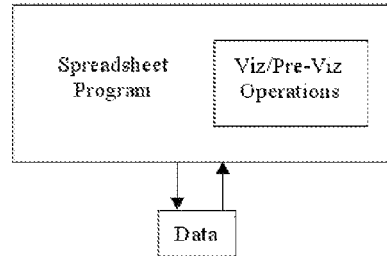 Spreadsheet
Program
Viz/Pre-Viz
Operations
Data